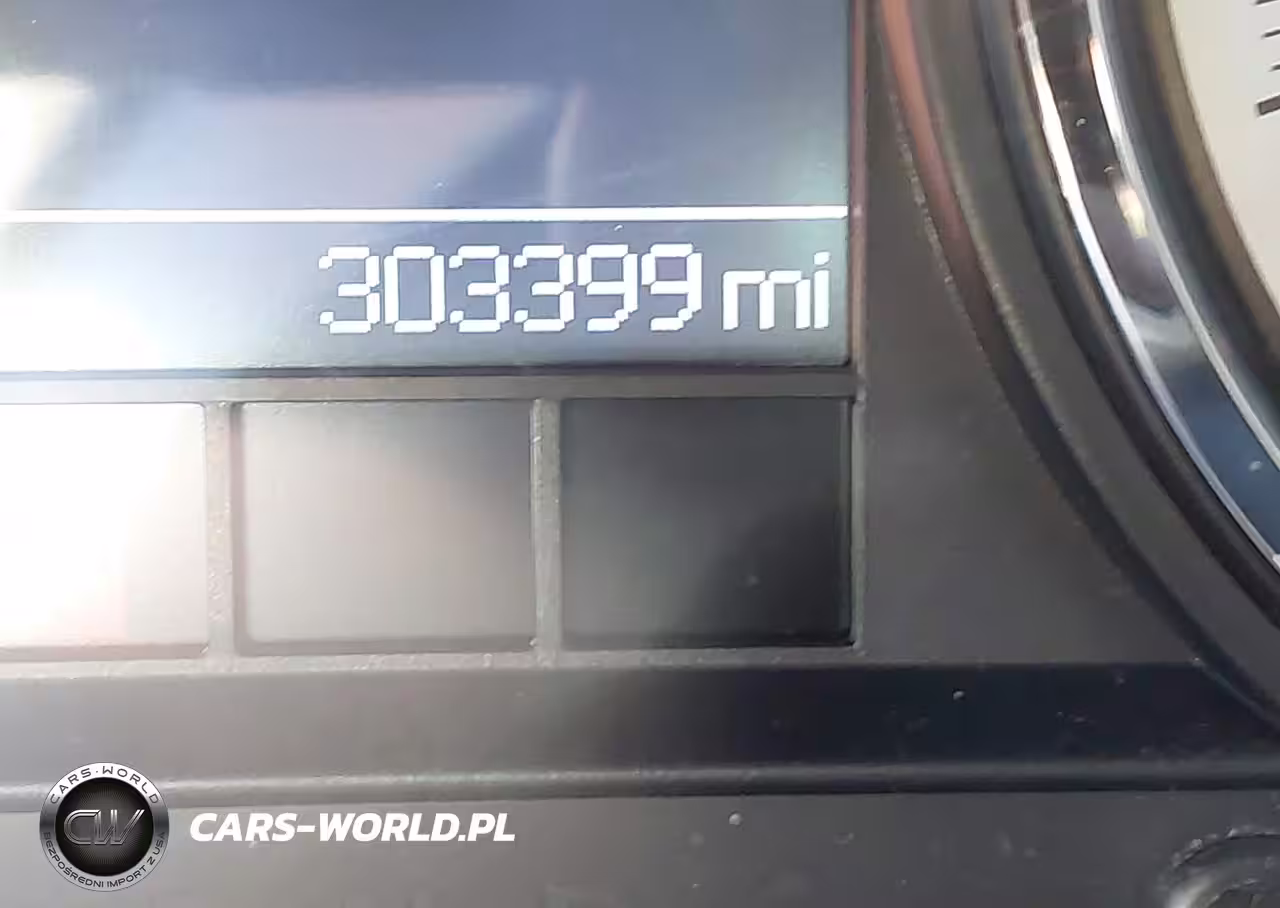 303399 mi
CARS-WORLD
CW
BEZPOŚREDNI IMPORT Z USA
CARS-WORLD.PL